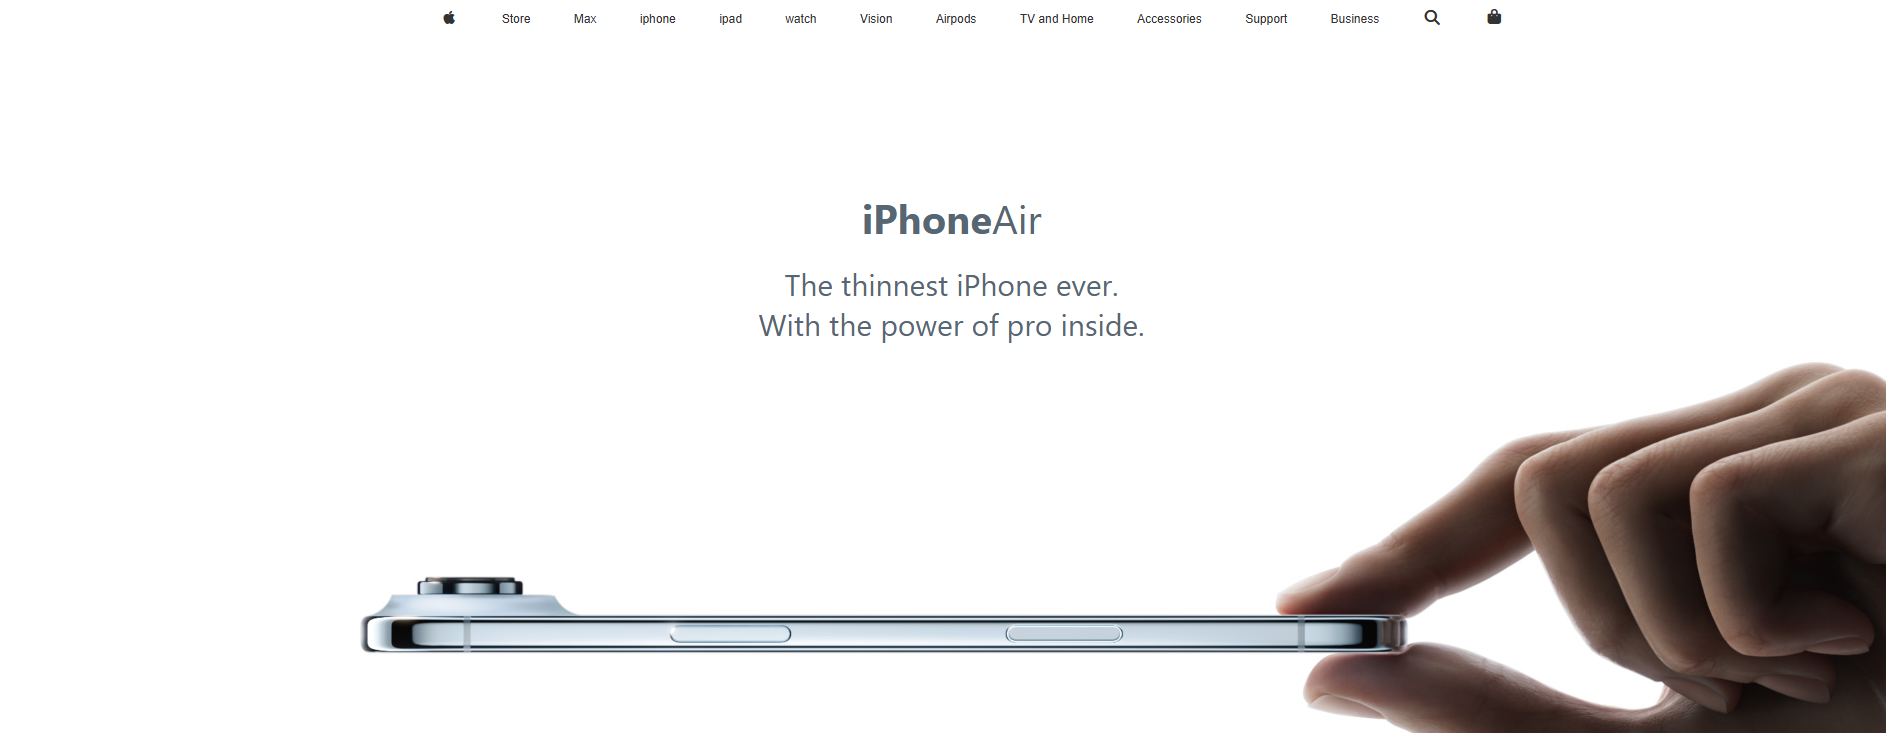 Store Max iphone ipad watch Vision Airpods TV and Home Accessories Support Business
iPhoneAir
The thinnest iPhone ever.
With the power of pro inside.